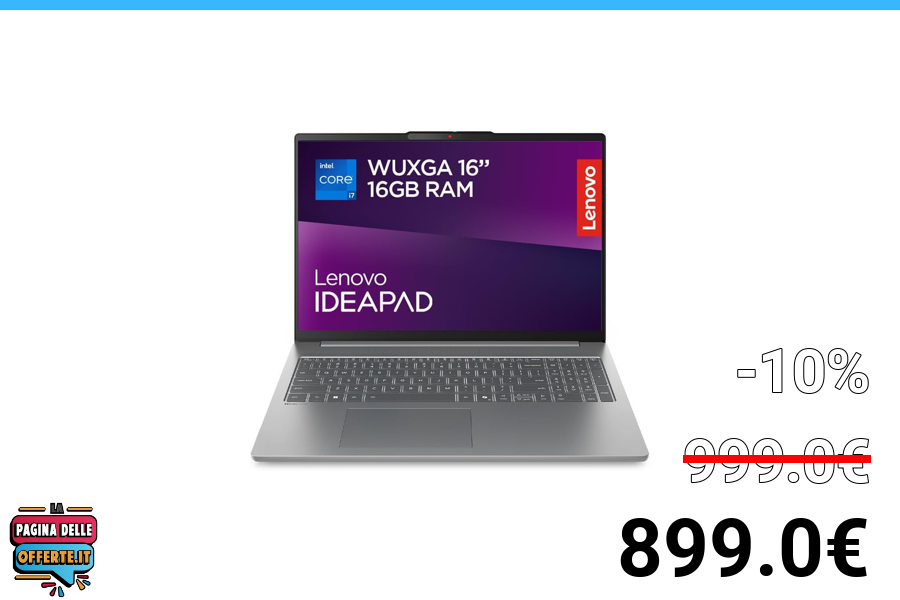 intel
CORE
i7
WUXGA 16”
16GB RAM
Lenovo
Lenovo
IDEAPAD
-10%
999.0€
899.0€
LA
PAGINA DELLE
OFFERTE.IT